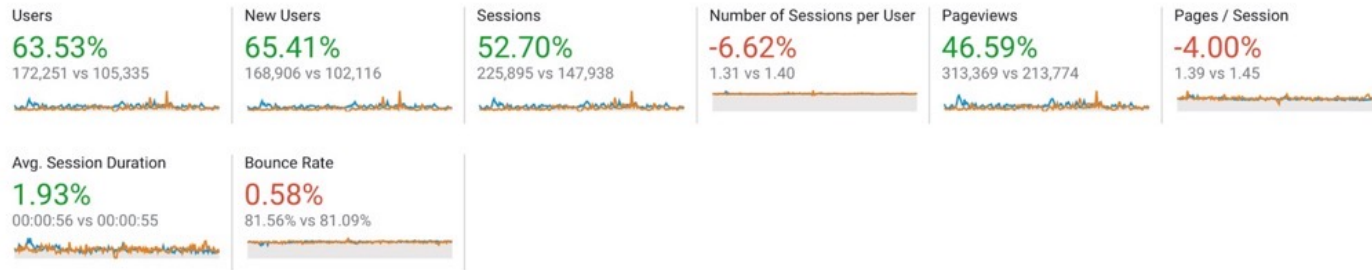 Users
63.53%
172,251 vs 105,335
New Users
65.41%
168,906 vs 102,116
Sessions
52.70%
225,895 vs 147,938
Number of Sessions per User
-6.62%
1.31 vs 1.40
Pageviews
46.59%
313,369 vs 213,774
Pages / Session
-4.00%
1.39 vs 1.45
Avg. Session Duration
1.93%
00:00:56 vs 00:00:55
Bounce Rate
0.58%
81.56% vs 81.09%